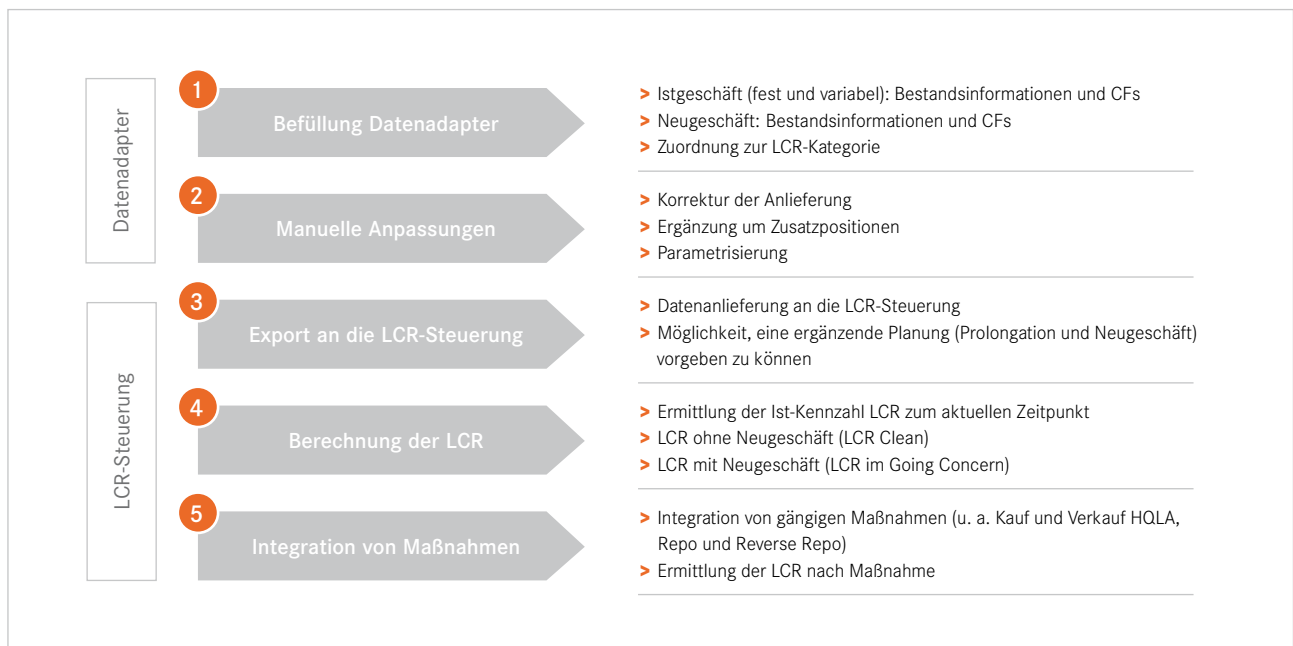 Datenadapter
1
Befüllung Datenadapter
> Istgeschäft (fest und variabel): Bestandsinformationen und CFs
> Neugeschäft: Bestandsinformationen und CFs
> Zuordnung zur LCR-Kategorie
2
Manuelle Anpassungen
> Korrektur der Anlieferung
> Ergänzung um Zusatzpositionen
> Parametrisierung
LCR-Steuerung
3
Export an die LCR-Steuerung
> Datenanlieferung an die LCR-Steuerung
> Möglichkeit, eine ergänzende Planung (Prolongation und Neugeschäft)
vorgeben zu können
4
Berechnung der LCR
> Ermittlung der Ist-Kennzahl LCR zum aktuellen Zeitpunkt
> LCR ohne Neugeschäft (LCR Clean)
> LCR mit Neugeschäft (LCR im Going Concern)
5
Integration von Maßnahmen
> Integration von gängigen Maßnahmen (u. a. Kauf und Verkauf HQLA,
Repo und Reverse Repo)
> Ermittlung der LCR nach Maßnahme